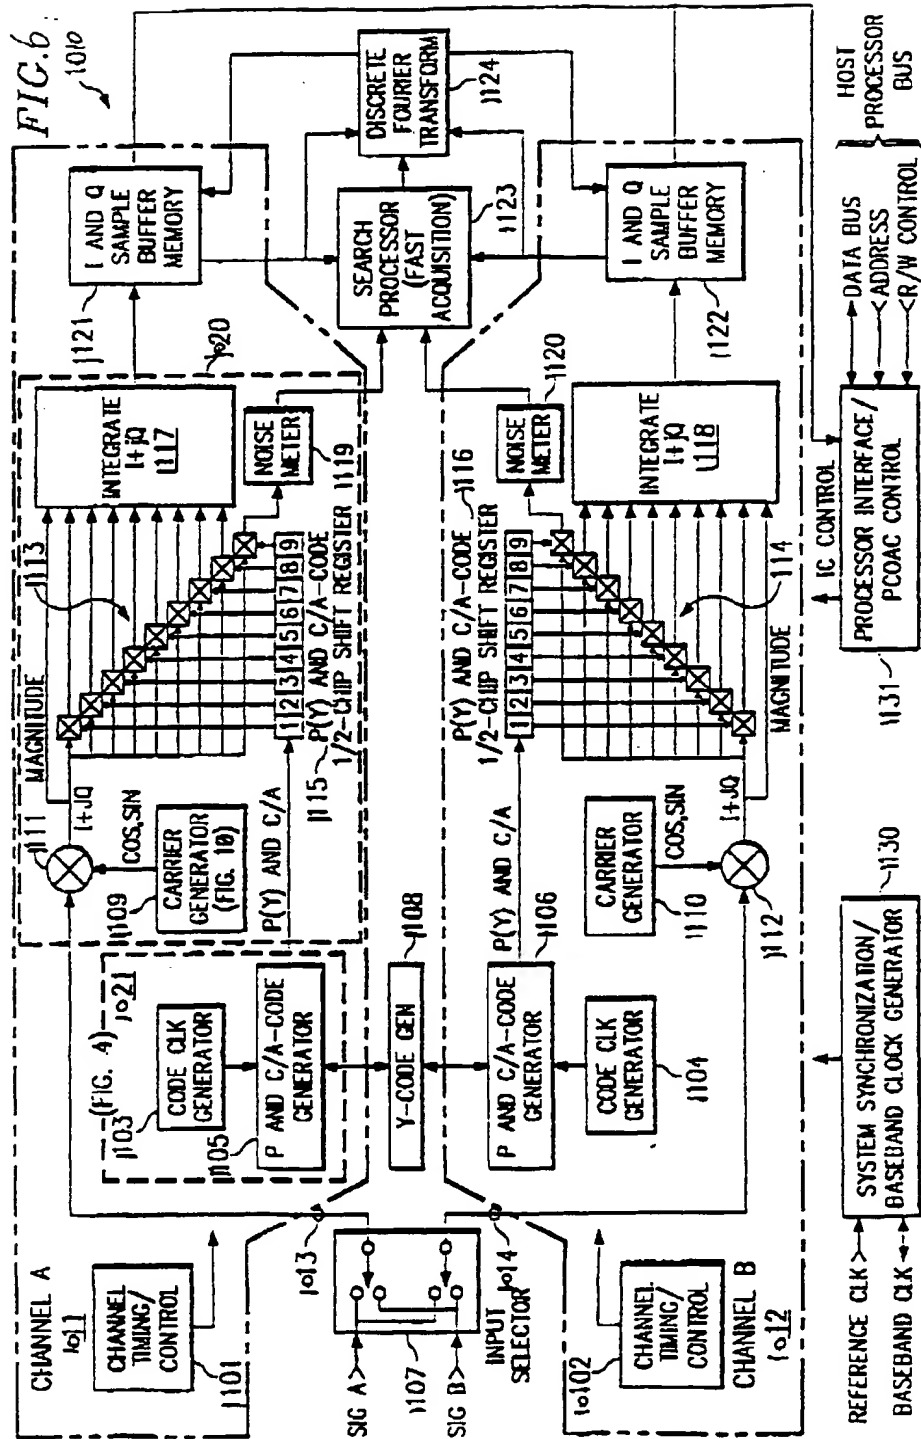 FIG.6
1010
CHANNEL A
1011
CHANNEL
TIMING/
CONTROL
1101
(FIG. 4)
1021
1103
CODE CLK
GENERATOR
1105
P AND C/A-CODE
GENERATOR
1111
1109
COS,SIN
CARRIER
GENERATOR
(FIG. 10)
P(Y) AND C/A
I+JQ
MAGNITUDE
1113
1 2 3 4 5 6 7 8 9
1115
P(Y) AND C/A-CODE
1/2-CHIP SHIFT REGISTER
INTEGRATE
I+jQ
1117
1020
NOISE
METER
1119
1121
I AND Q
SAMPLE
BUFFER
MEMORY
SIG A
SIG B
1107
INPUT
SELECTOR
1013
1014
Y-CODE GEN
1108
SEARCH
PROCESSOR
(FAST
ACQUISITION)
1123
DISCRETE
FOURIER
TRANSFORM
1124
CHANNEL
TIMING/
CONTROL
10102
CHANNEL B
1012
P AND C/A-CODE
GENERATOR
1106
CODE CLK
GENERATOR
1104
P(Y) AND C/A
CARRIER
GENERATOR
1110
COS,SIN
1112
I+JQ
MAGNITUDE
P(Y) AND C/A-CODE
1/2-CHIP SHIFT REGISTER
1116
1 2 3 4 5 6 7 8 9
114
NOISE
METER
1120
INTEGRATE
I+jQ
1118
I AND Q
SAMPLE
BUFFER
MEMORY
1122
REFERENCE CLK
BASEBAND CLK
SYSTEM SYNCHRONIZATION/
BASEBAND CLOCK GENERATOR
1130
1131
IC CONTROL
PROCESSOR INTERFACE/
PCOAC CONTROL
DATA BUS
ADDRESS
R/W CONTROL
HOST
PROCESSOR
BUS